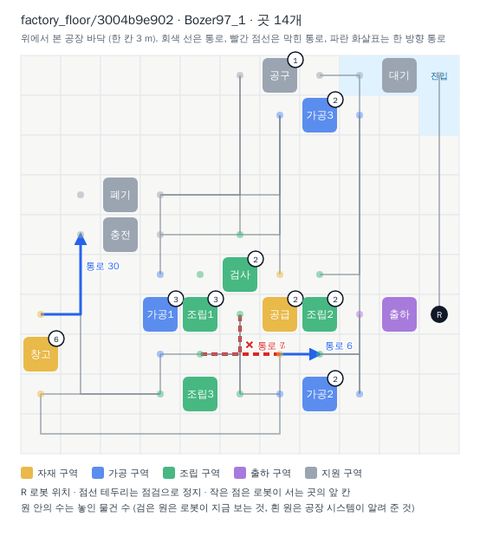 factory_floor/3004b9e902 · Bozer97_1 · 곳 14개
위에서 본 공장 바닥 (한 칸 3 m). 회색 선은 통로, 빨간 점선은 막힌 통로, 파란 화살표는 한 방향 통로
공구 1
대기
진입
가공3 2
폐기
충전
통로 30
검사 2
가공1 3
조립1 3
공급 2
조립2 2
출하
R
창고 6
× 통로 7
통로 6
조립3
가공2 2
자재 구역
가공 구역
조립 구역
출하 구역
지원 구역
R 로봇 위치 · 점선 테두리는 점검으로 정지 · 작은 점은 로봇이 서는 곳의 앞 칸
원 안의 수는 놓인 물건 수 (검은 원은 로봇이 지금 보는 것, 흰 원은 공장 시스템이 알려 준 것)